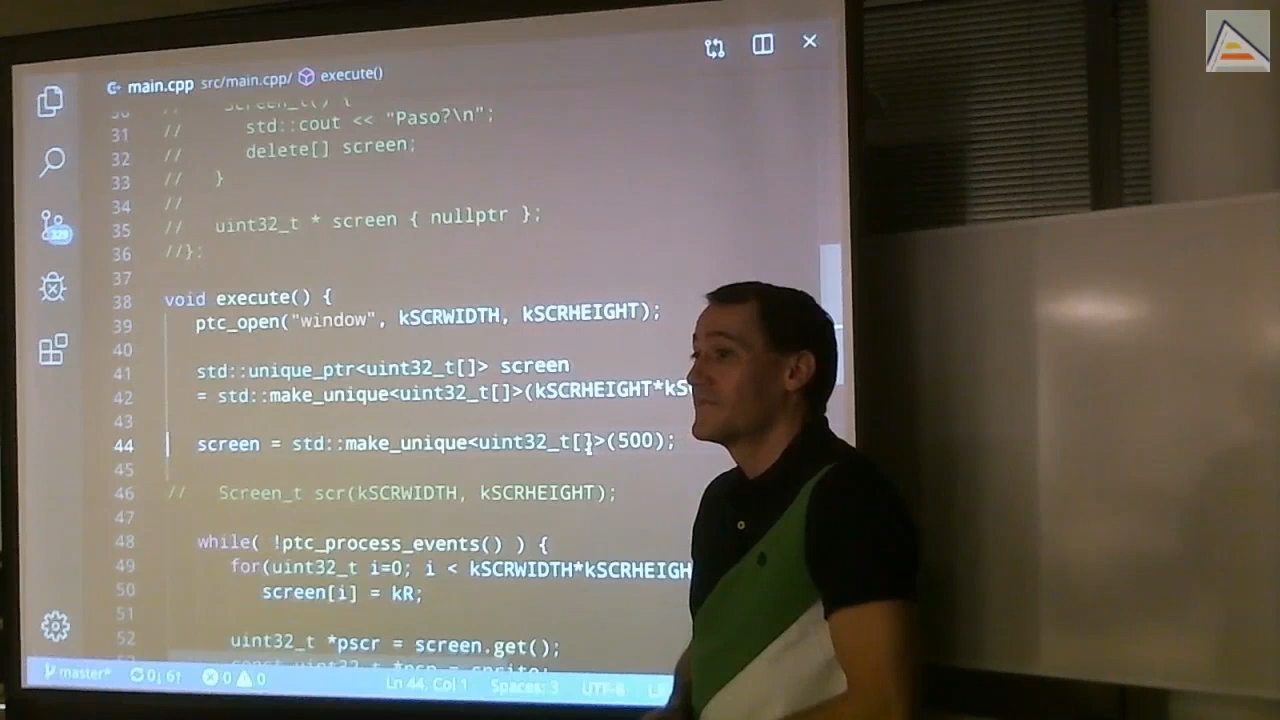 main.cpp src/main.cpp/ execute()
31 // std::cout << "Paso?\n";
32 // delete[] screen;
33 // }
34 //
35 // uint32_t * screen { nullptr };
36 //};
37
38 void execute() {
39 ptc_open("window", kSCRWIDTH, kSCRHEIGHT);
40
41 std::unique_ptr<uint32_t[]> screen
42 = std::make_unique<uint32_t[]>(kSCRHEIGHT*kS
43
44 screen = std::make_unique<uint32_t[]>(500);
45
46 // Screen_t scr(kSCRWIDTH, kSCRHEIGHT);
47
48 while( !ptc_process_events() ) {
49 for(uint32_t i=0; i < kSCRWIDTH*kSCRHEIGH
50 screen[i] = kR;
51
52 uint32_t *pscr = screen.get();
master* 0↓ 6↑ 0 0 Ln 44, Col 1 Spaces: 3 UTF-8